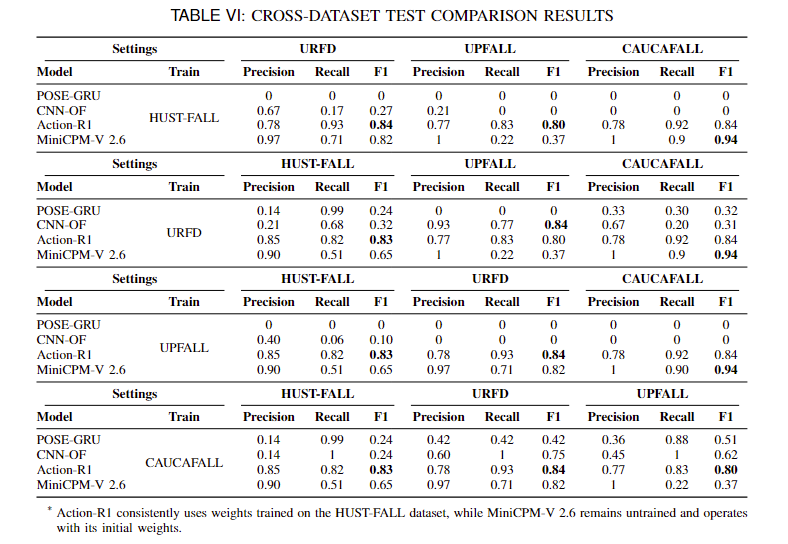 TABLE VI: CROSS-DATASET TEST COMPARISON RESULTS
Settings URFD UPFALL CAUCAFALL
Model Train Precision Recall F1 Precision Recall F1 Precision Recall F1
POSE-GRU 0 0 0 0 0 0 0 0 0
CNN-OF 0.67 0.17 0.27 0.21 0 0 0 0 0
HUST-FALL
Action-R1 0.78 0.93 0.84 0.77 0.83 0.80 0.78 0.92 0.84
MiniCPM-V 2.6 0.97 0.71 0.82 1 0.22 0.37 1 0.9 0.94
Settings HUST-FALL UPFALL CAUCAFALL
Model Train Precision Recall F1 Precision Recall F1 Precision Recall F1
POSE-GRU 0.14 0.99 0.24 0 0 0 0.33 0.30 0.32
CNN-OF 0.21 0.68 0.32 0.93 0.77 0.84 0.67 0.20 0.31
URFD
Action-R1 0.85 0.82 0.83 0.77 0.83 0.80 0.78 0.92 0.84
MiniCPM-V 2.6 0.90 0.51 0.65 1 0.22 0.37 1 0.9 0.94
Settings HUST-FALL URFD CAUCAFALL
Model Train Precision Recall F1 Precision Recall F1 Precision Recall F1
POSE-GRU 0 0 0 0 0 0 0 0 0
CNN-OF 0.40 0.06 0.10 0 0 0 0 0 0
UPFALL
Action-R1 0.85 0.82 0.83 0.78 0.93 0.84 0.78 0.92 0.84
MiniCPM-V 2.6 0.90 0.51 0.65 0.97 0.71 0.82 1 0.90 0.94
Settings HUST-FALL URFD UPFALL
Model Train Precision Recall F1 Precision Recall F1 Precision Recall F1
POSE-GRU 0.14 0.99 0.24 0.42 0.42 0.42 0.36 0.88 0.51
CNN-OF 0.14 1 0.24 0.60 1 0.75 0.45 1 0.62
CAUCAFALL
Action-R1 0.85 0.82 0.83 0.78 0.93 0.84 0.77 0.83 0.80
MiniCPM-V 2.6 0.90 0.51 0.65 0.97 0.71 0.82 1 0.22 0.37
* Action-R1 consistently uses weights trained on the HUST-FALL dataset, while MiniCPM-V 2.6 remains untrained and operates
with its initial weights.